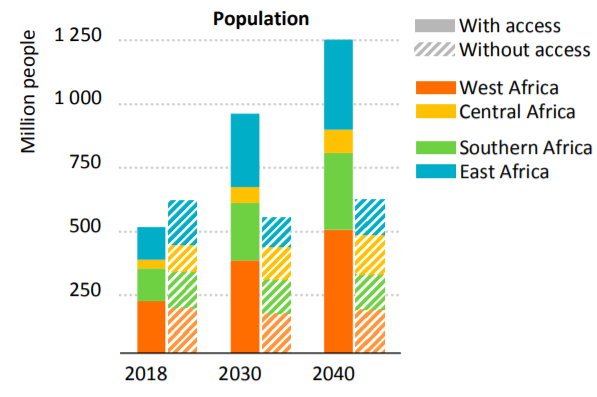 Population
Million people
1 250
1 000
750
500
250
2018
2030
2040
With access
Without access
West Africa
Central Africa
Southern Africa
East Africa